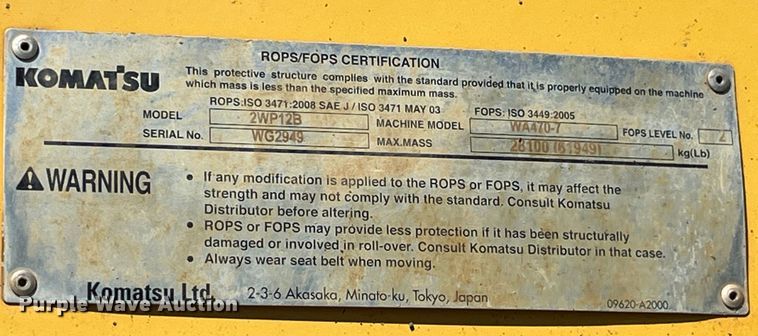 ROPS/FOPS CERTIFICATION
KOMATSU
This protective structure complies with the standard provided that it is properly equipped on the machine
which mass is less than the specified maximum mass.
ROPS:ISO 3471:2008 SAE J / ISO 3471 MAY 03 FOPS: ISO 3449:2005
MODEL 2WP12B MACHINE MODEL WA470-7 FOPS LEVEL No. 2
SERIAL No. WG2949 MAX.MASS 28100 (61949) kg(Lb)
WARNING
• If any modification is applied to the ROPS or FOPS, it may affect the
strength and may not comply with the standard. Consult Komatsu
Distributor before altering.
• ROPS or FOPS may provide less protection if it has been structurally
damaged or involved in roll-over. Consult Komatsu Distributor in that case.
• Always wear seat belt when moving.
Komatsu Ltd. 2-3-6 Akasaka, Minato-ku, Tokyo, Japan
09620-A2000
Purple Wave Auction